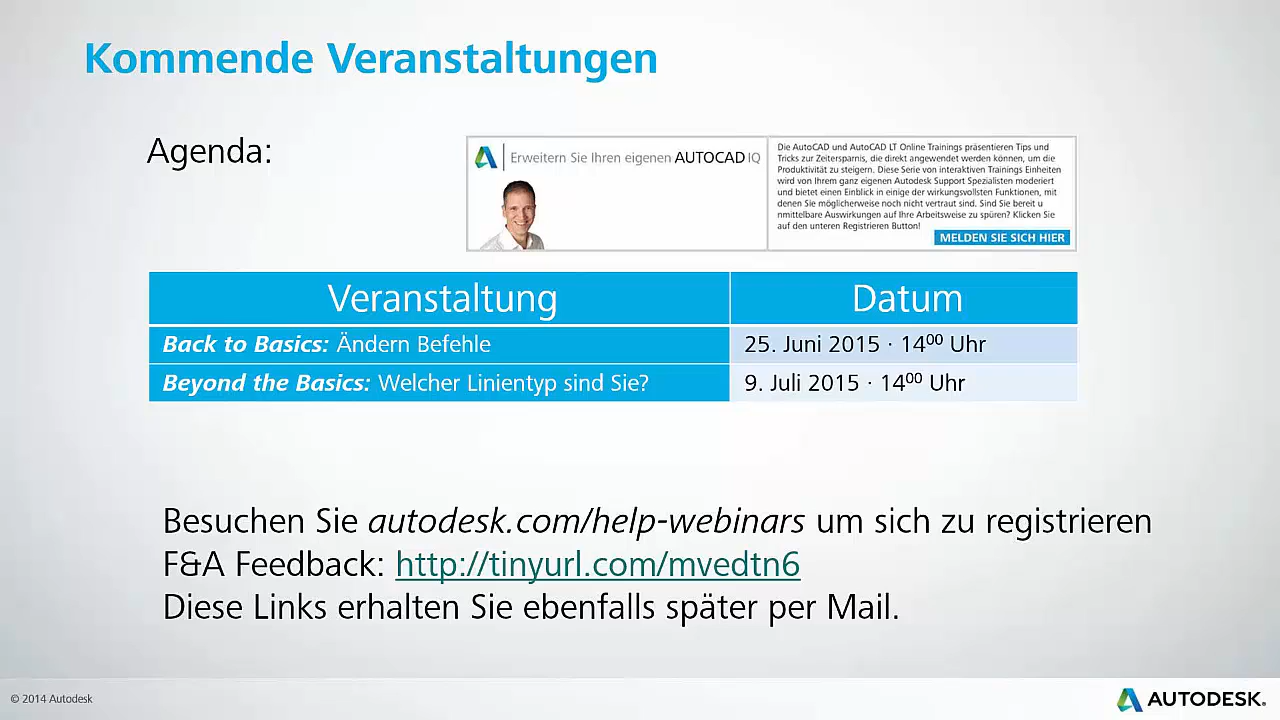 Kommende Veranstaltungen
Agenda:
Erweitern Sie Ihren eigenen AUTOCAD IQ
Die AutoCAD und AutoCAD LT Online Trainings präsentieren Tips und
Tricks zur Zeitersparnis, die direkt angewendet werden können, um die
Produktivität zu steigern. Diese Serie von interaktiven Trainings Einheiten
wird von Ihrem ganz eigenen Autodesk Support Spezialisten moderiert
und bietet einen Einblick in einige der wirkungsvollsten Funktionen, mit
denen Sie möglicherweise noch nicht vertraut sind. Sind Sie bereit u
nmittelbare Auswirkungen auf Ihre Arbeitsweise zu spüren? Klicken Sie
auf den unteren Registrieren Button!
MELDEN SIE SICH HIER
Veranstaltung Datum
Back to Basics: Ändern Befehle 25. Juni 2015 · 14⁰⁰ Uhr
Beyond the Basics: Welcher Linientyp sind Sie? 9. Juli 2015 · 14⁰⁰ Uhr
Besuchen Sie autodesk.com/help-webinars um sich zu registrieren
F&A Feedback: http://tinyurl.com/mvedtn6
Diese Links erhalten Sie ebenfalls später per Mail.
© 2014 Autodesk
AUTODESK.